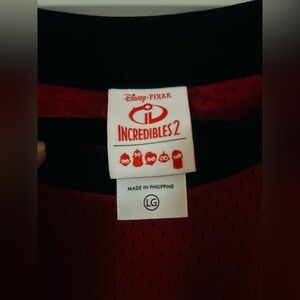 Disney · PIXAR
INCREDIBLES 2
MADE IN PHILIPPINE
LG